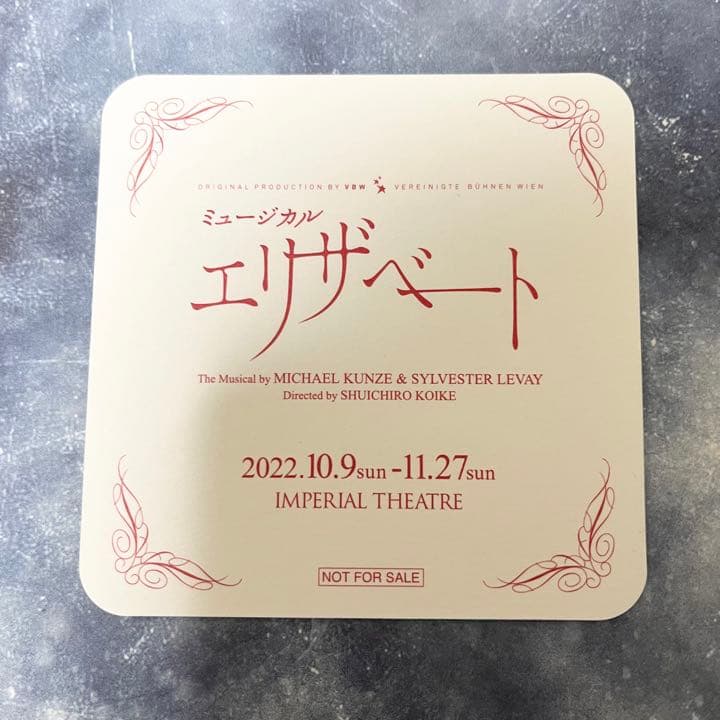 ORIGINAL PRODUCTION BY VBW VEREINIGTE BÜHNEN WIEN
ミュージカル
エリザベート
The Musical by MICHAEL KUNZE & SYLVESTER LEVAY
Directed by SHUICHIRO KOIKE
2022.10.9sun-11.27sun
IMPERIAL THEATRE
NOT FOR SALE